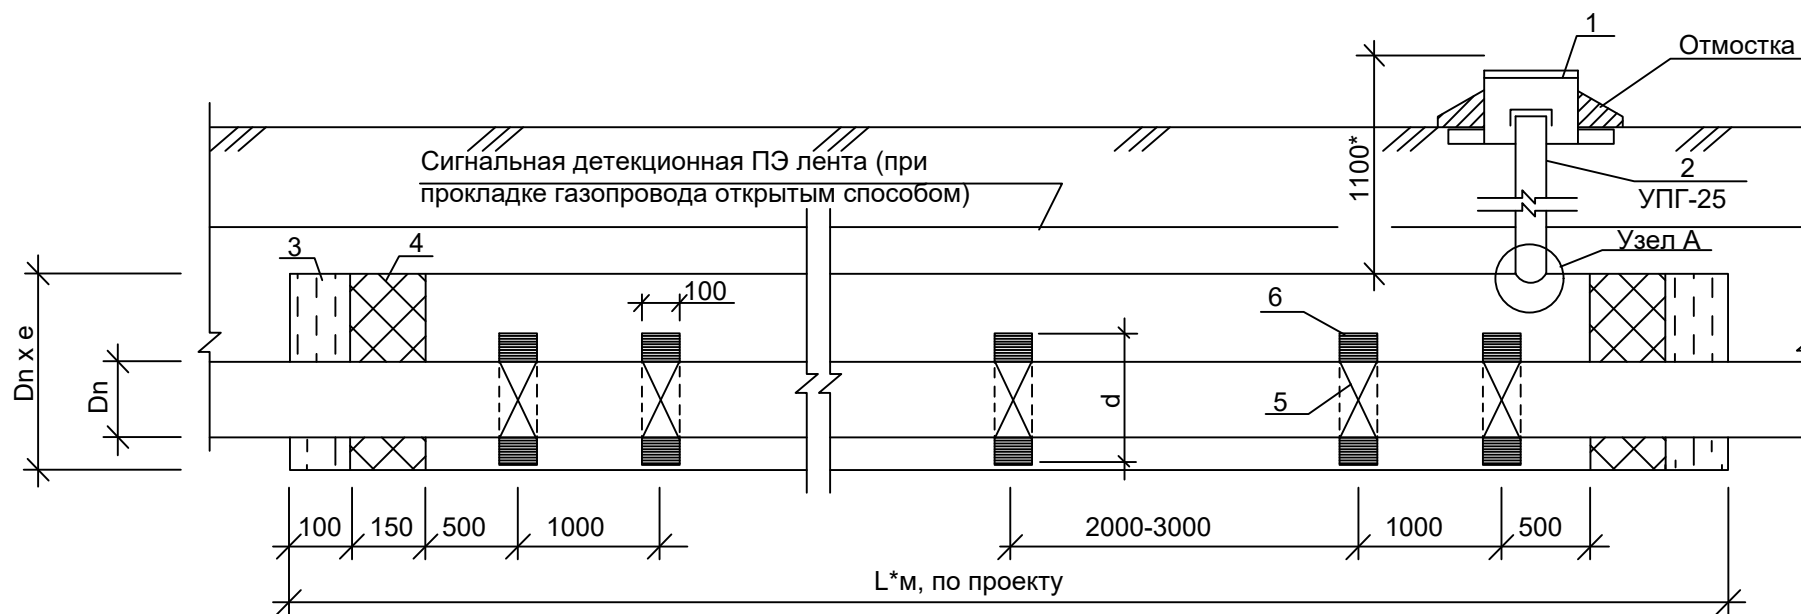 1
Отмостка
1100*
Сигнальная детекционная ПЭ лента (при
прокладке газопровода открытым способом)
2
УПГ-25
Узел А
3
4
100
6
Dn x e
Dn
d
5
100
150
500
1000
2000-3000
1000
500
L*м, по проекту